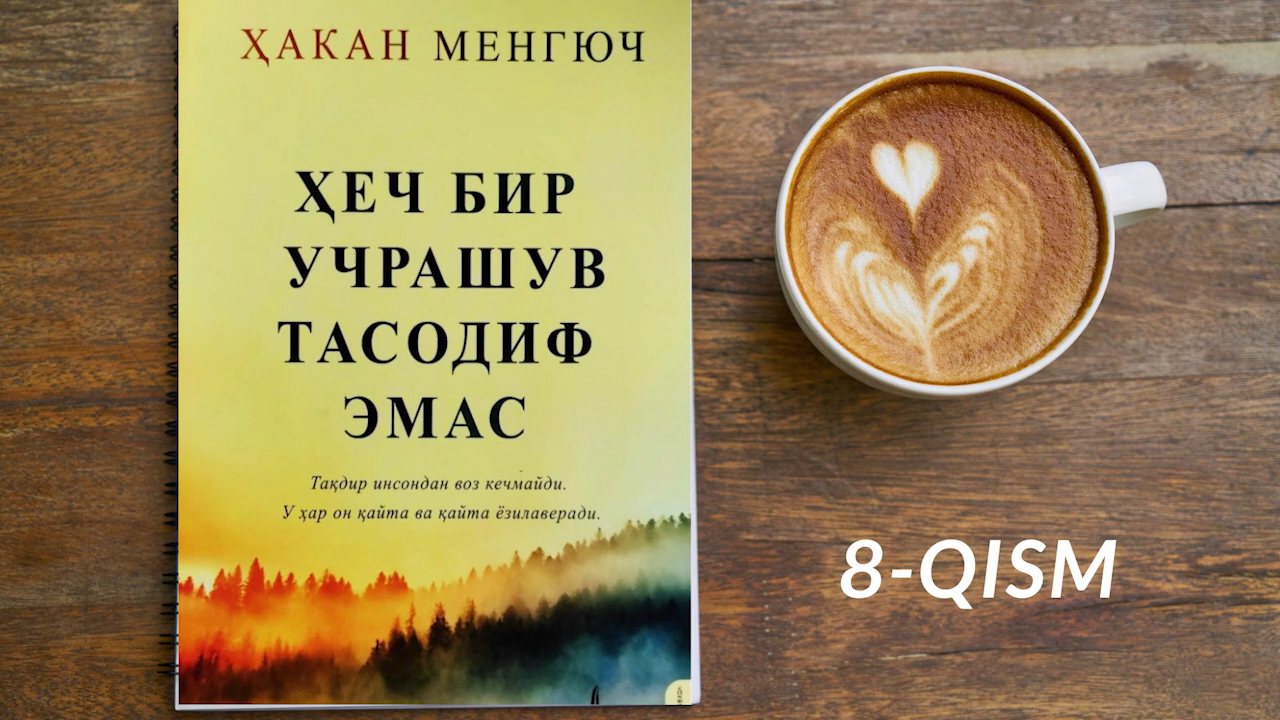 ҲАКАН МЕНГЮЧ
ҲЕЧ БИР
УЧРАШУВ
ТАСОДИФ
ЭМАС
Тақдир инсондан воз кечмайди.
У ҳар он қайта ва қайта ёзилаверади.
8-QISM